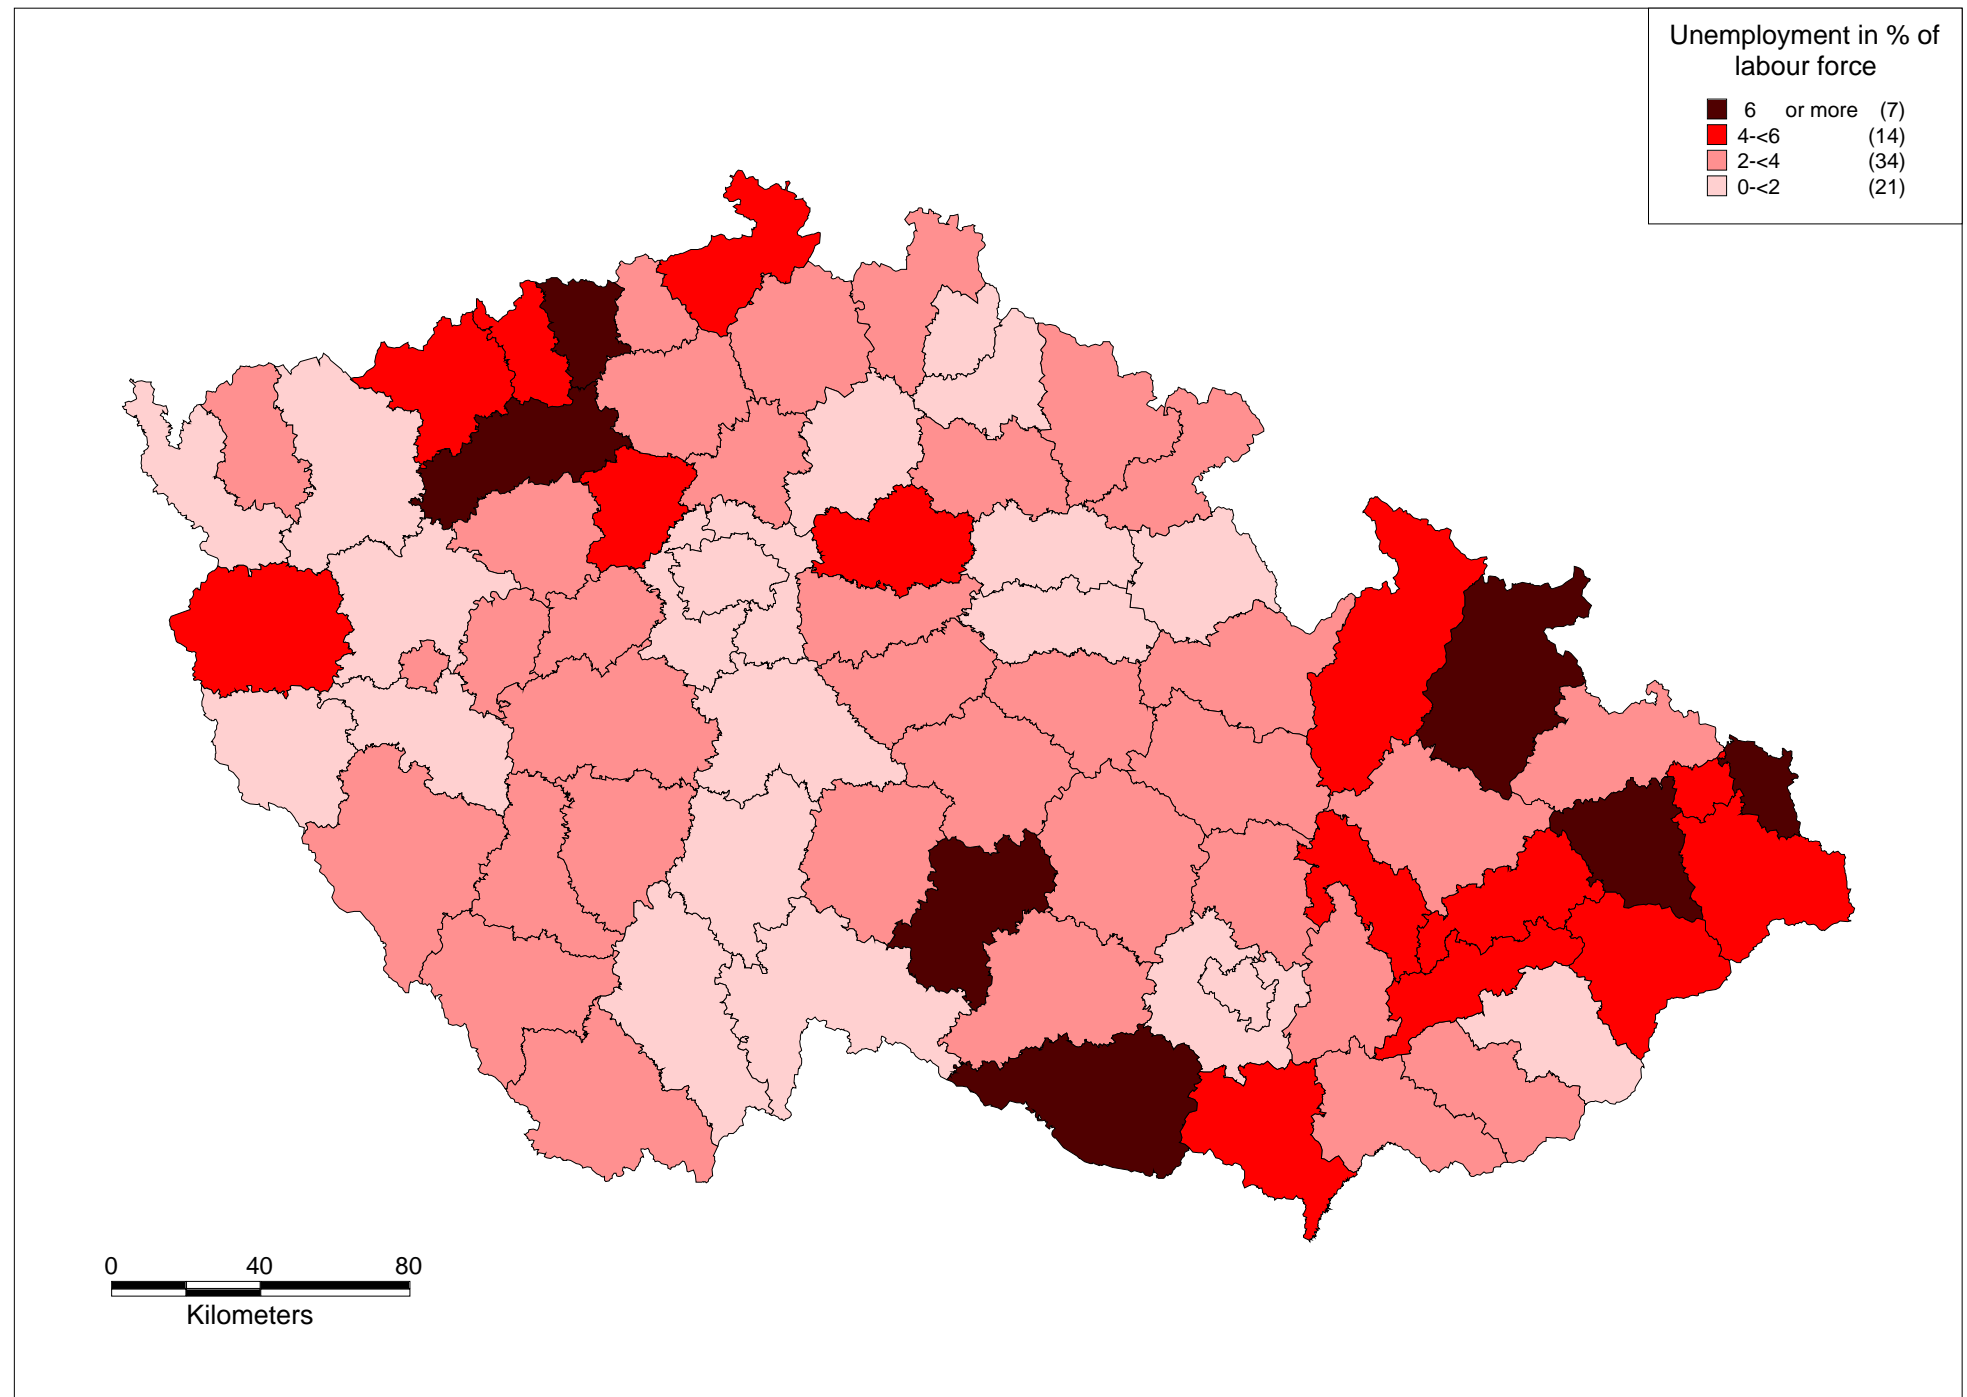 Unemployment in % of
labour force
6 or more (7)
4-<6 (14)
2-<4 (34)
0-<2 (21)
0 40 80
Kilometers